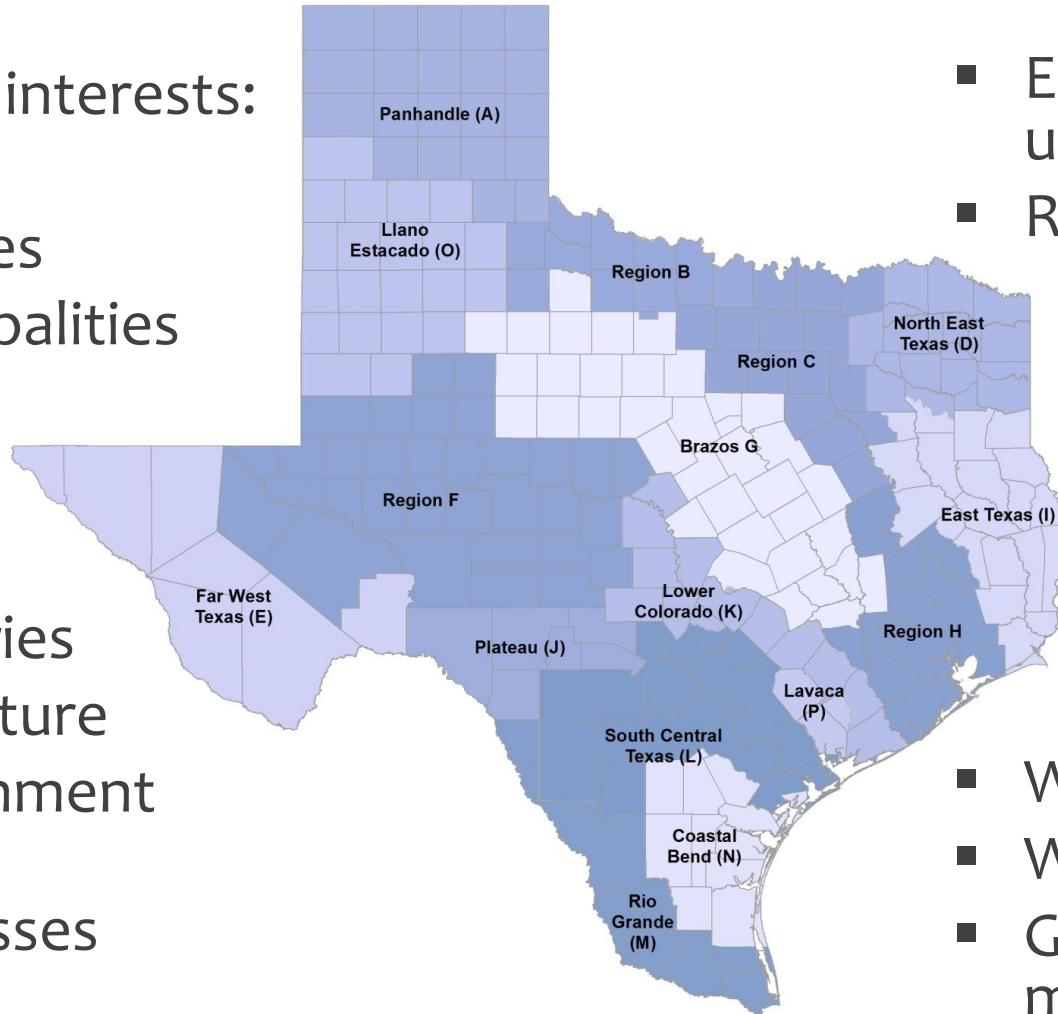 interests:
es
palities
ries
ture
nment
sses
Panhandle (A)
Llano
Estacado (O)
Region B
North East
Texas (D)
Region C
Brazos G
Region F
East Texas (I)
Far West
Texas (E)
Lower
Colorado (K)
Region H
Plateau (J)
Lavaca
(P)
South Central
Texas (L)
Coastal
Bend (N)
Rio
Grande
(M)
▪ E
u
▪ R
▪ W
▪ W
▪ G
m